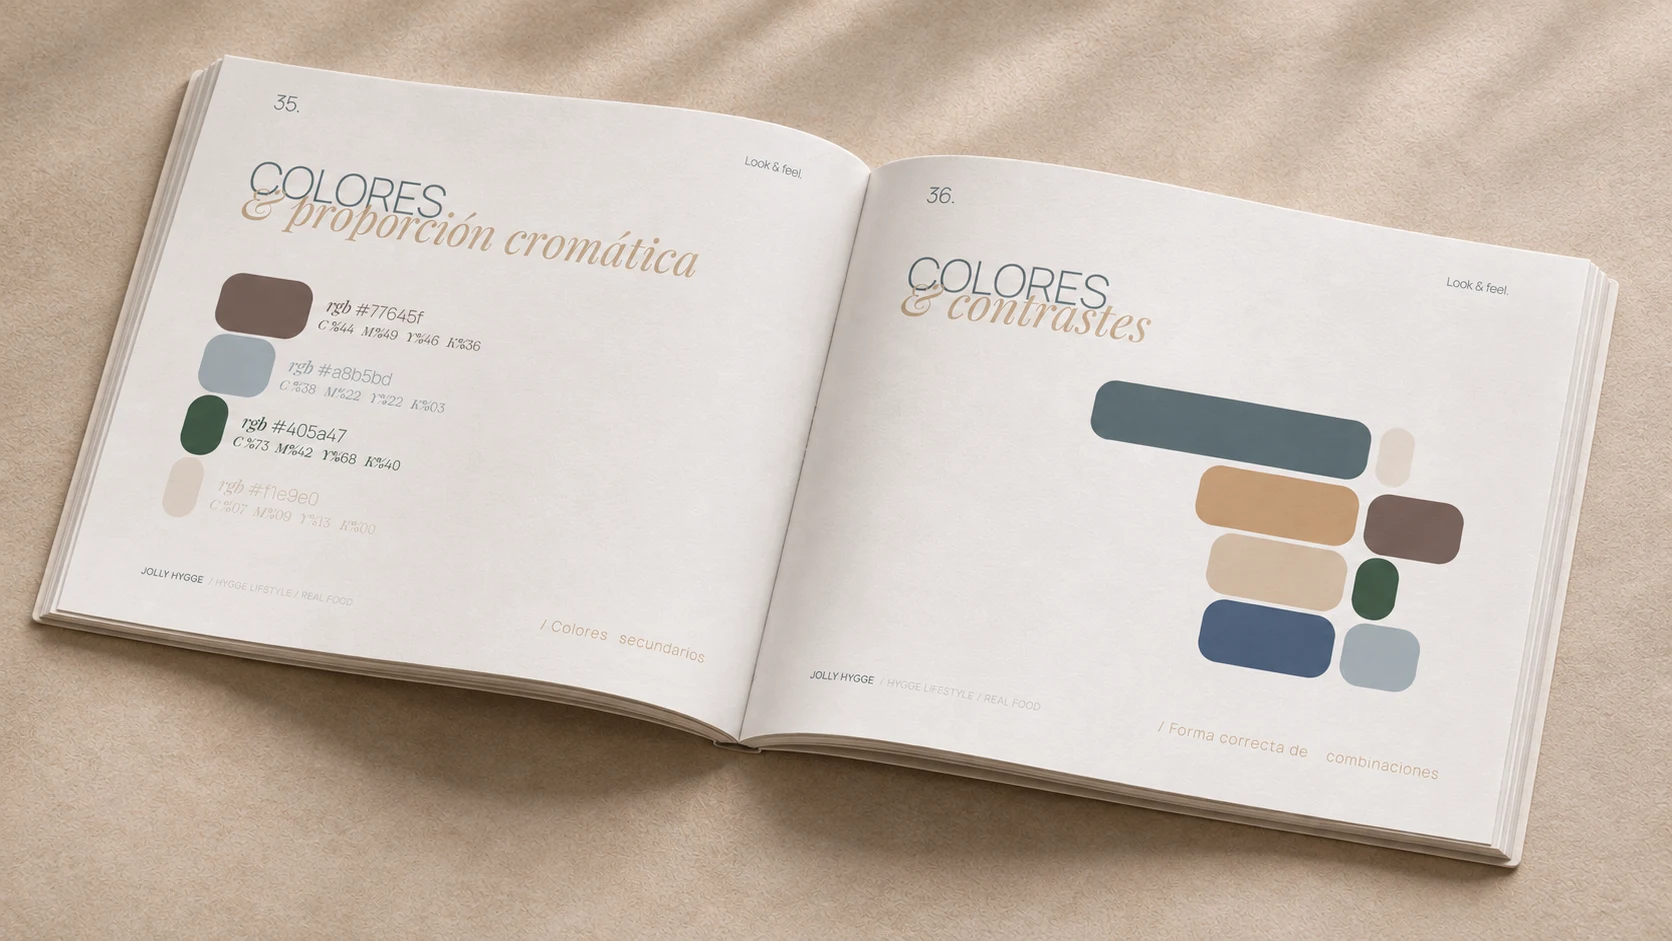 35.
Look & feel.
COLORES
& proporción cromática
rgb #77645f
C%44 M%49 Y%46 K%36
rgb #a8b5bd
C%38 M%22 Y%22 K%03
rgb #405a47
C%73 M%42 Y%68 K%40
rgb #f1e9e0
C%07 M%09 Y%13 K%00
JOLLY HYGGE / HYGGE LIFESTYLE / REAL FOOD
/ Colores secundarios
36.
Look & feel.
COLORES
& contrastes
JOLLY HYGGE / HYGGE LIFESTYLE / REAL FOOD
/ Forma correcta de combinaciones